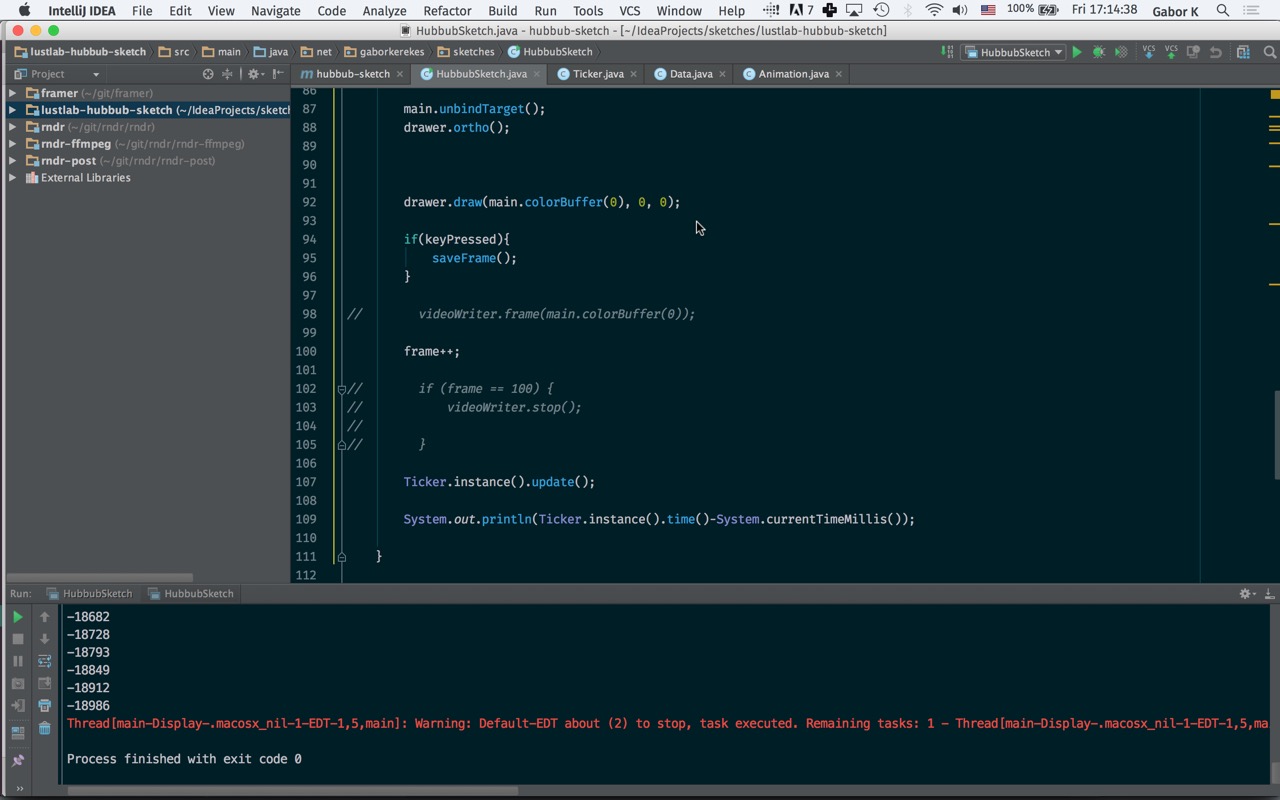 IntelliJ IDEA File Edit View Navigate Code Analyze Refactor Build Run Tools VCS Window Help 7 100% Fri 17:14:38 Gabor K
HubbubSketch.java - hubbub-sketch - [~/IdeaProjects/sketches/lustlab-hubbub-sketch]
lustlab-hubbub-sketch src main java net gaborkerekes sketches HubbubSketch HubbubSketch VCS VCS
Project m hubbub-sketch HubbubSketch.java Ticker.java Data.java Animation.java
framer (~/git/framer)
lustlab-hubbub-sketch (~/IdeaProjects/sketch
rndr (~/git/rndr/rndr)
rndr-ffmpeg (~/git/rndr/rndr-ffmpeg)
rndr-post (~/git/rndr/rndr-post)
External Libraries
86
87 main.unbindTarget();
88 drawer.ortho();
89
90
91
92 drawer.draw(main.colorBuffer(0), 0, 0);
93
94 if(keyPressed){
95 saveFrame();
96 }
97
98 // videoWriter.frame(main.colorBuffer(0));
99
100 frame++;
101
102 // if (frame == 100) {
103 // videoWriter.stop();
104 //
105 // }
106
107 Ticker.instance().update();
108
109 System.out.println(Ticker.instance().time()-System.currentTimeMillis());
110
111 }
112
Run: HubbubSketch HubbubSketch
-18682
-18728
-18793
-18849
-18912
-18986
Thread[main-Display-.macosx_nil-1-EDT-1,5,main]: Warning: Default-EDT about (2) to stop, task executed. Remaining tasks: 1 - Thread[main-Display-.macosx_nil-1-EDT-1,5,ma
Process finished with exit code 0